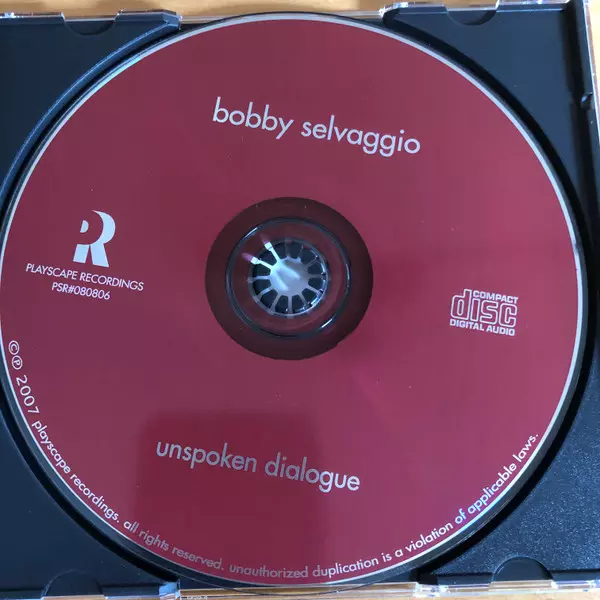 bobby selvaggio
PLAYSCAPE RECORDINGS
PSR#080806
COMPACT
disc
DIGITAL AUDIO
unspoken dialogue
©℗ 2007 playscape recordings. all rights reserved. unauthorized duplication is a violation of applicable laws.